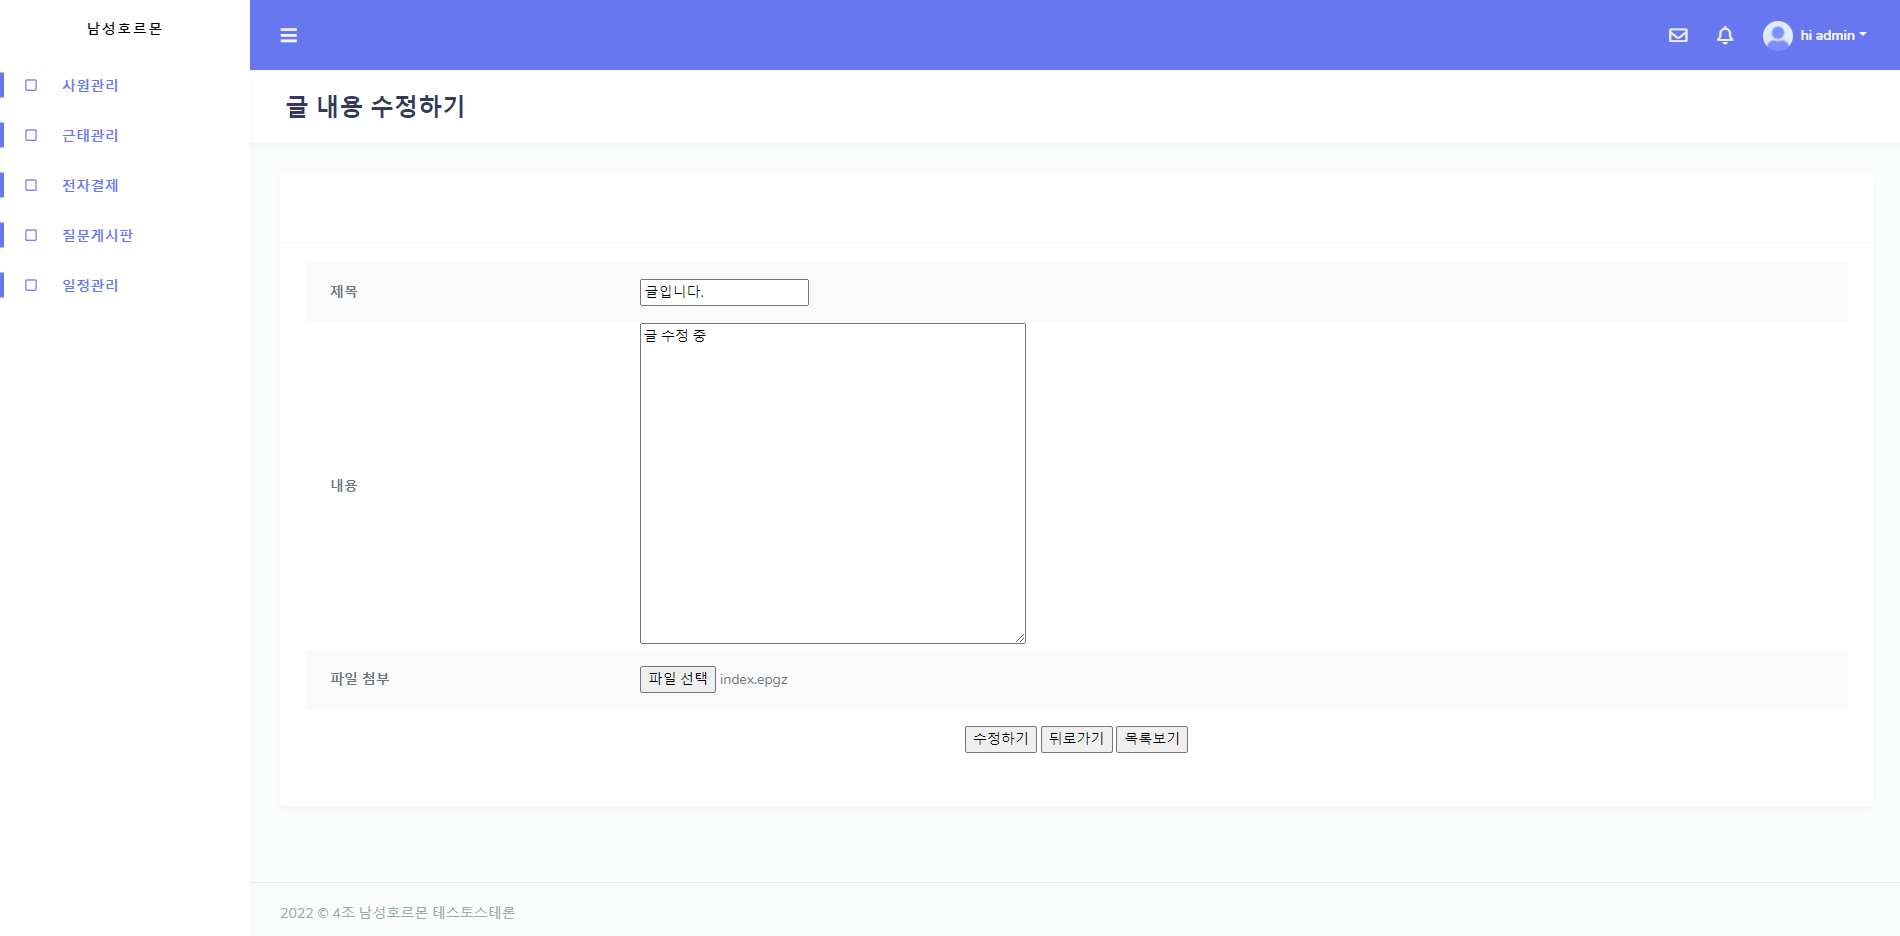 남성호르몬
hi admin
사원관리
근태관리
전자결제
질문게시판
일정관리
글 내용 수정하기
제목 글입니다.
내용 글 수정 중
파일 첨부 파일 선택 index.epgz
수정하기 뒤로가기 목록보기
2022 © 4조 남성호르몬 테스토스테론